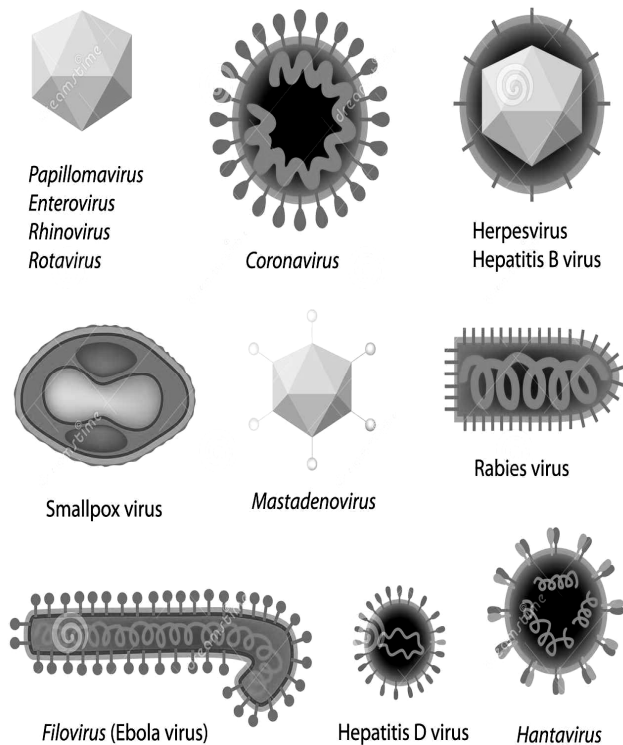 Papillomavirus
Enterovirus
Rhinovirus
Rotavirus
Coronavirus
Herpesvirus
Hepatitis B virus
Smallpox virus
Mastadenovirus
Rabies virus
Filovirus (Ebola virus)
Hepatitis D virus
Hantavirus